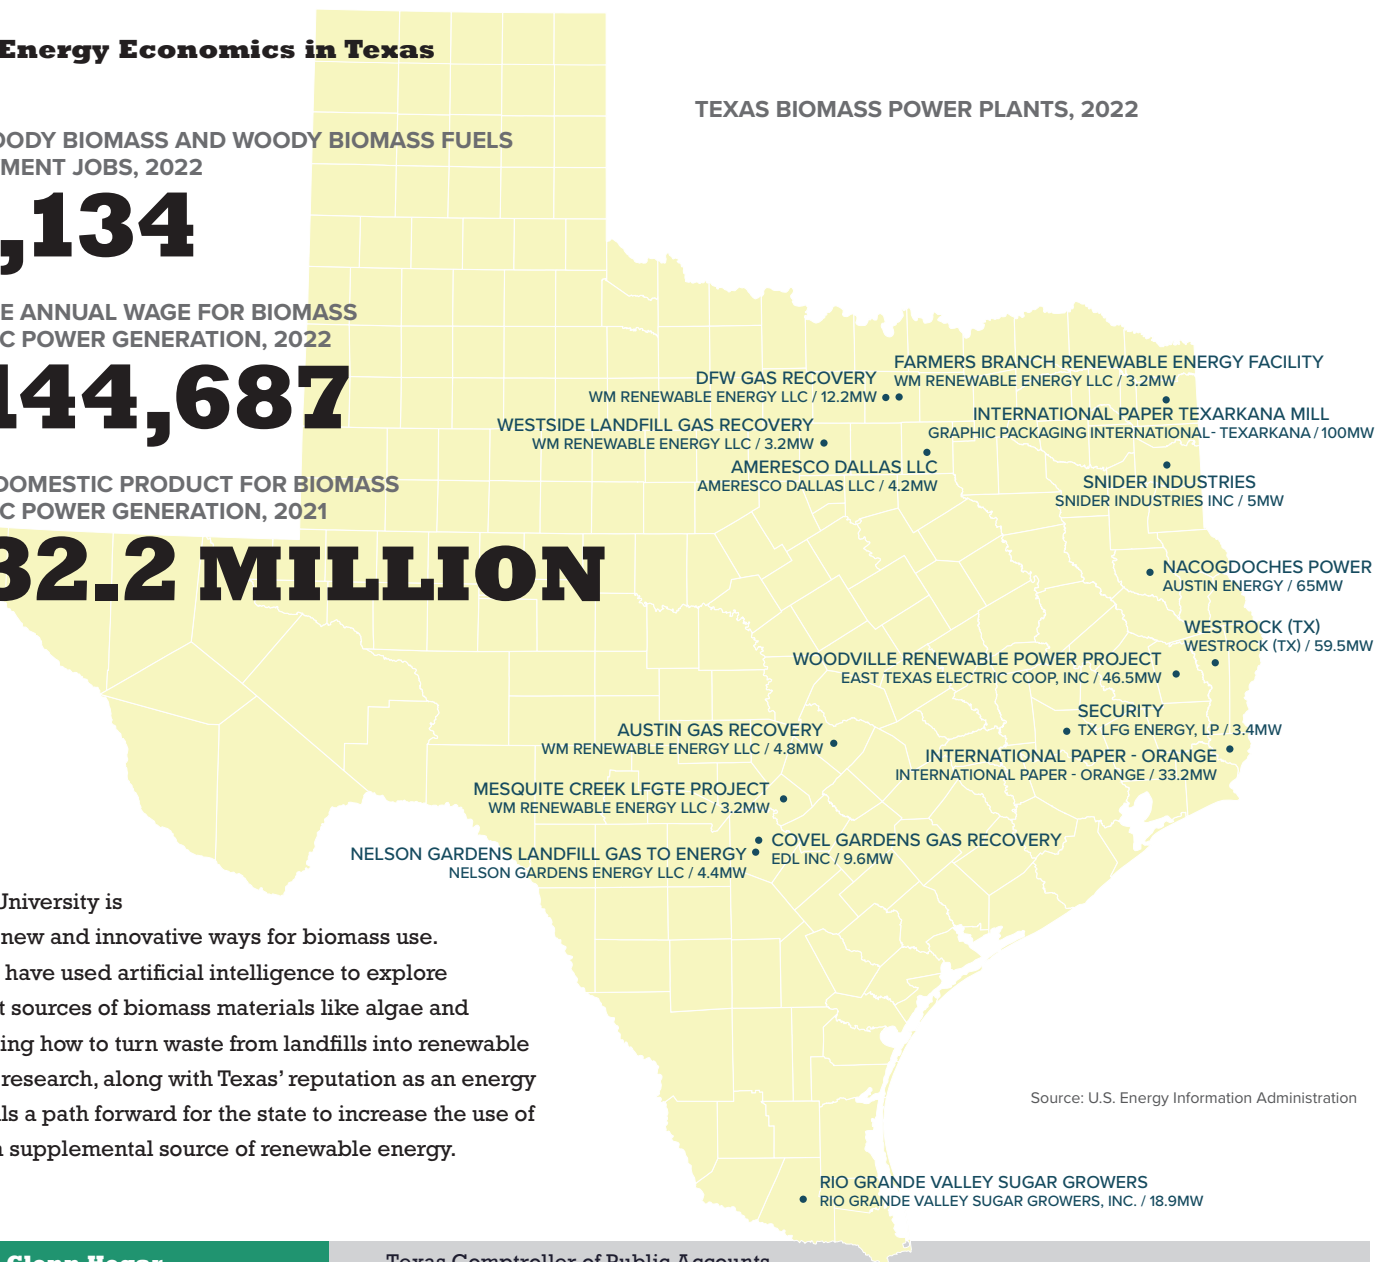 Energy Economics in Texas
TEXAS BIOMASS POWER PLANTS, 2022
OODY BIOMASS AND WOODY BIOMASS FUELS
MENT JOBS, 2022
,134
E ANNUAL WAGE FOR BIOMASS
C POWER GENERATION, 2022
144,687
DOMESTIC PRODUCT FOR BIOMASS
C POWER GENERATION, 2021
32.2 MILLION
FARMERS BRANCH RENEWABLE ENERGY FACILITY
WM RENEWABLE ENERGY LLC / 3.2MW
DFW GAS RECOVERY
WM RENEWABLE ENERGY LLC / 12.2MW
INTERNATIONAL PAPER TEXARKANA MILL
GRAPHIC PACKAGING INTERNATIONAL- TEXARKANA / 100MW
WESTSIDE LANDFILL GAS RECOVERY
WM RENEWABLE ENERGY LLC / 3.2MW
AMERESCO DALLAS LLC
AMERESCO DALLAS LLC / 4.2MW
SNIDER INDUSTRIES
SNIDER INDUSTRIES INC / 5MW
NACOGDOCHES POWER
AUSTIN ENERGY / 65MW
WESTROCK (TX)
WESTROCK (TX) / 59.5MW
WOODVILLE RENEWABLE POWER PROJECT
EAST TEXAS ELECTRIC COOP, INC / 46.5MW
SECURITY
TX LFG ENERGY, LP / 3.4MW
AUSTIN GAS RECOVERY
WM RENEWABLE ENERGY LLC / 4.8MW
INTERNATIONAL PAPER - ORANGE
INTERNATIONAL PAPER - ORANGE / 33.2MW
MESQUITE CREEK LFGTE PROJECT
WM RENEWABLE ENERGY LLC / 3.2MW
COVEL GARDENS GAS RECOVERY
EDL INC / 9.6MW
NELSON GARDENS LANDFILL GAS TO ENERGY
NELSON GARDENS ENERGY LLC / 4.4MW
University is
new and innovative ways for biomass use.
have used artificial intelligence to explore
t sources of biomass materials like algae and
ing how to turn waste from landfills into renewable
research, along with Texas' reputation as an energy
ls a path forward for the state to increase the use of
a supplemental source of renewable energy.
Source: U.S. Energy Information Administration
RIO GRANDE VALLEY SUGAR GROWERS
RIO GRANDE VALLEY SUGAR GROWERS, INC. / 18.9MW
Glenn Hegar
Texas Comptroller of Public Accounts